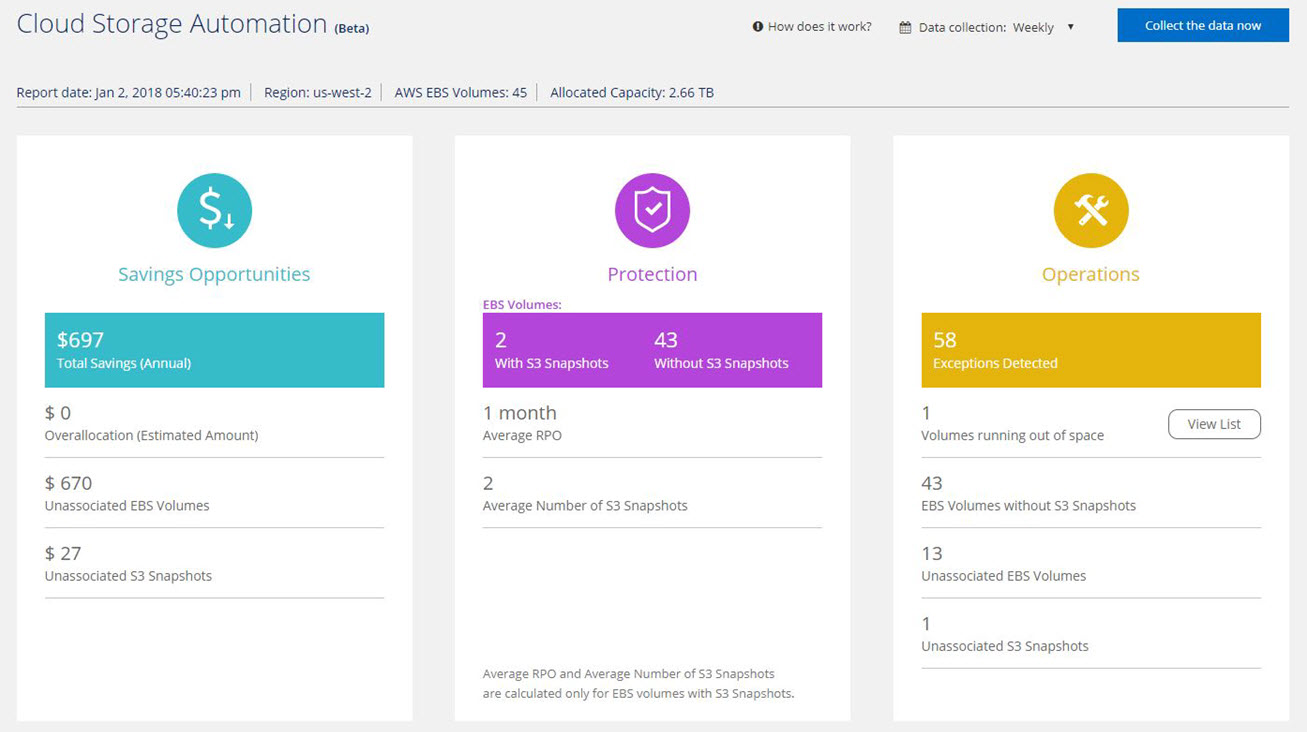 Cloud Storage Automation (Beta)
How does it work?
Data collection: Weekly
Collect the data now
Report date: Jan 2, 2018 05:40:23 pm
Region: us-west-2
AWS EBS Volumes: 45
Allocated Capacity: 2.66 TB
Savings Opportunities
$697
Total Savings (Annual)
$ 0
Overallocation (Estimated Amount)
$ 670
Unassociated EBS Volumes
$ 27
Unassociated S3 Snapshots
Protection
EBS Volumes:
2
With S3 Snapshots
43
Without S3 Snapshots
1 month
Average RPO
2
Average Number of S3 Snapshots
Average RPO and Average Number of S3 Snapshots
are calculated only for EBS volumes with S3 Snapshots.
Operations
58
Exceptions Detected
1
Volumes running out of space
View List
43
EBS Volumes without S3 Snapshots
13
Unassociated EBS Volumes
1
Unassociated S3 Snapshots